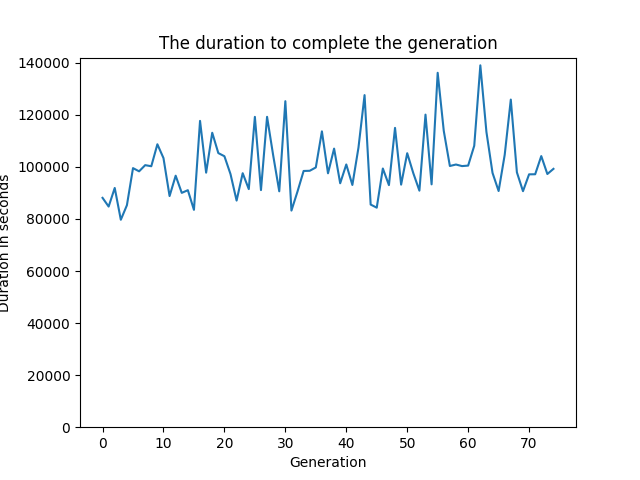 The duration to complete the generation
140000
120000
100000
80000
60000
40000
20000
0
Duration in seconds
0 10 20 30 40 50 60 70
Generation